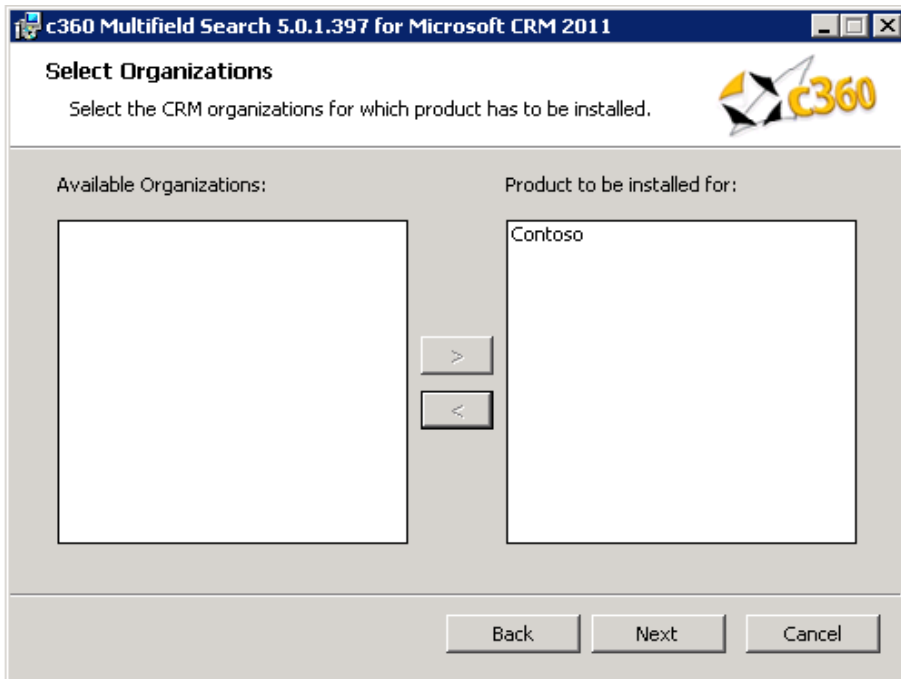 c360 Multifield Search 5.0.1.397 for Microsoft CRM 2011
Select Organizations
Select the CRM organizations for which product has to be installed.
c360
Available Organizations:
Product to be installed for:
Contoso
>
<
Back
Next
Cancel